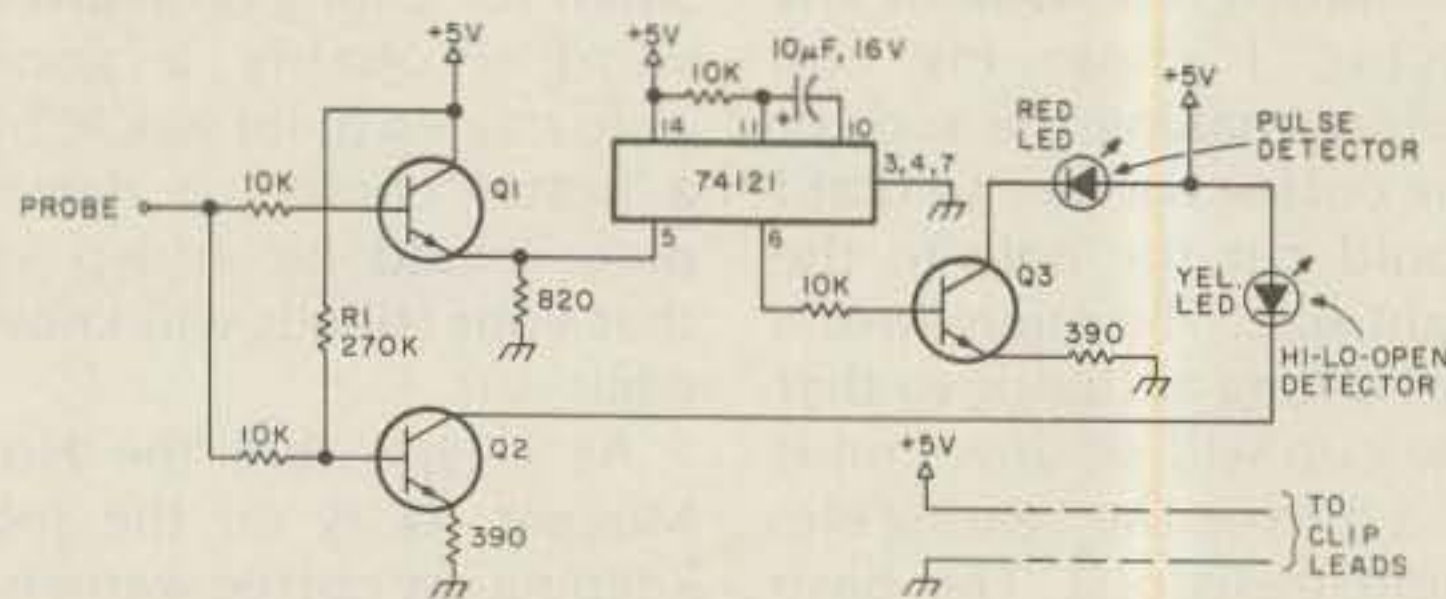 +5V
+5V
10µF, 16V
10K
+
+5V
14
11
10
RED
LED
PULSE
DETECTOR
PROBE
10K
Q1
74121
3,4,7
5
6
R1
270K
820
10K
Q3
YEL.
LED
390
HI-LO-OPEN
DETECTOR
10K
Q2
390
+5V
TO
CLIP
LEADS